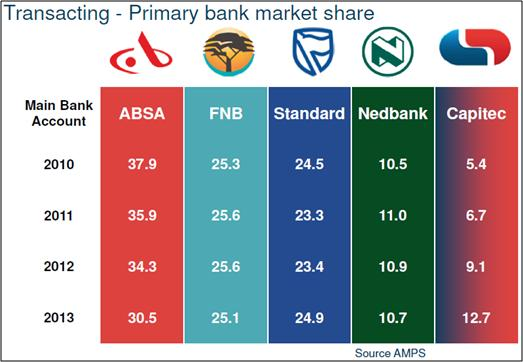 Transacting - Primary bank market share
Main Bank Account ABSA FNB Standard Nedbank Capitec
2010 37.9 25.3 24.5 10.5 5.4
2011 35.9 25.6 23.3 11.0 6.7
2012 34.3 25.6 23.4 10.9 9.1
2013 30.5 25.1 24.9 10.7 12.7
Source AMPS